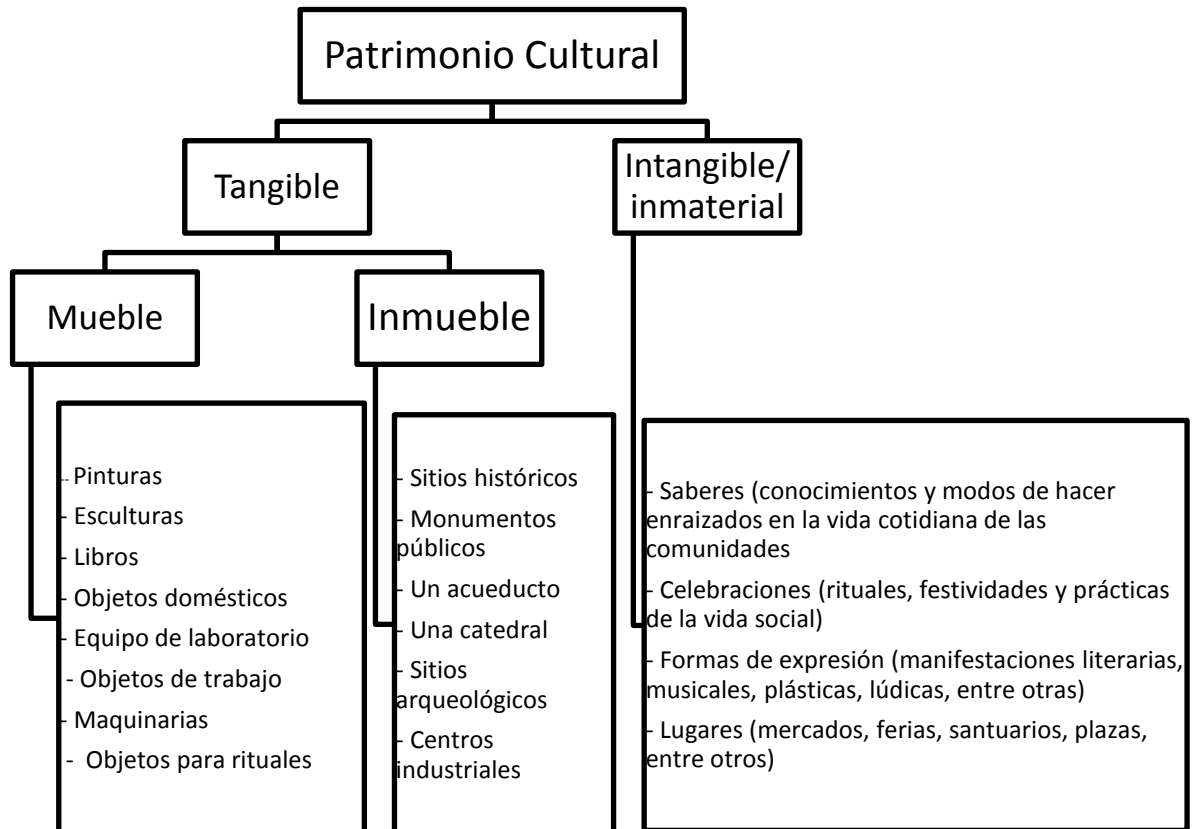 Patrimonio Cultural
Tangible
Intangible/
inmaterial
Mueble
Inmueble
- Pinturas
- Esculturas
- Libros
- Objetos domésticos
- Equipo de laboratorio
- Objetos de trabajo
- Maquinarias
- Objetos para rituales
- Sitios históricos
- Monumentos
públicos
- Un acueducto
- Una catedral
- Sitios
arqueológicos
- Centros
industriales
- Saberes (conocimientos y modos de hacer
enraizados en la vida cotidiana de las
comunidades
- Celebraciones (rituales, festividades y prácticas
de la vida social)
- Formas de expresión (manifestaciones literarias,
musicales, plásticas, lúdicas, entre otras)
- Lugares (mercados, ferias, santuarios, plazas,
entre otros)